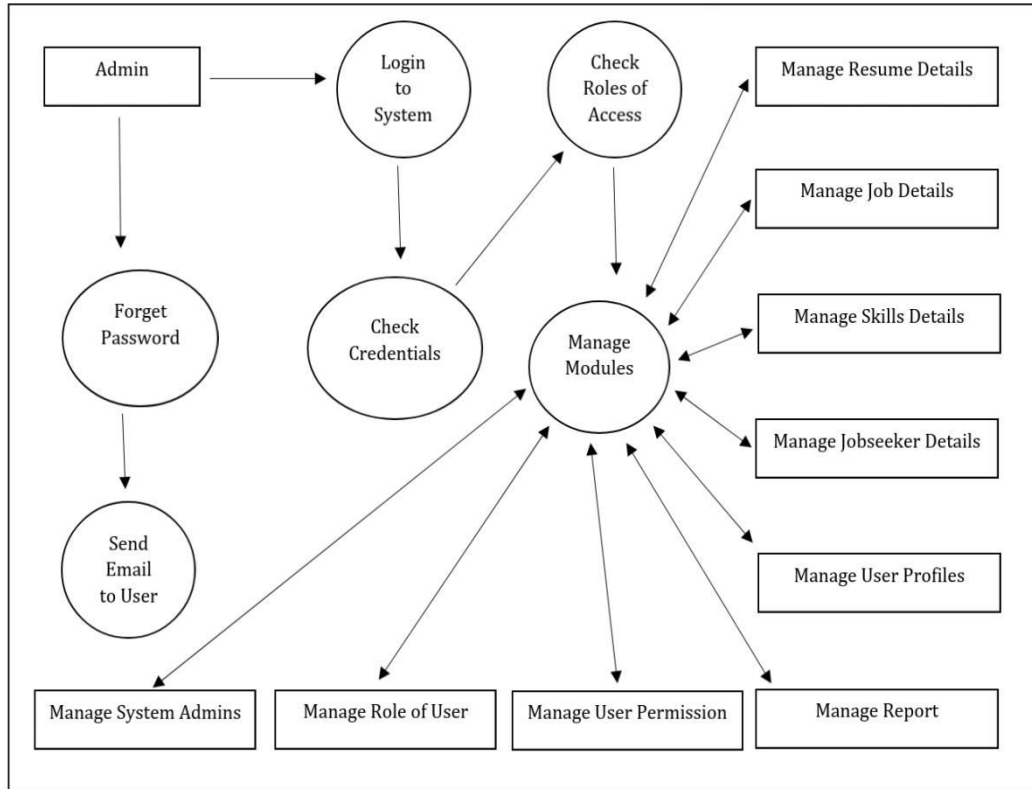 Admin
Login
to
System
Check
Roles of
Access
Manage Resume Details
Manage Job Details
Forget
Password
Check
Credentials
Manage
Modules
Manage Skills Details
Manage Jobseeker Details
Send
Email
to User
Manage User Profiles
Manage System Admins
Manage Role of User
Manage User Permission
Manage Report